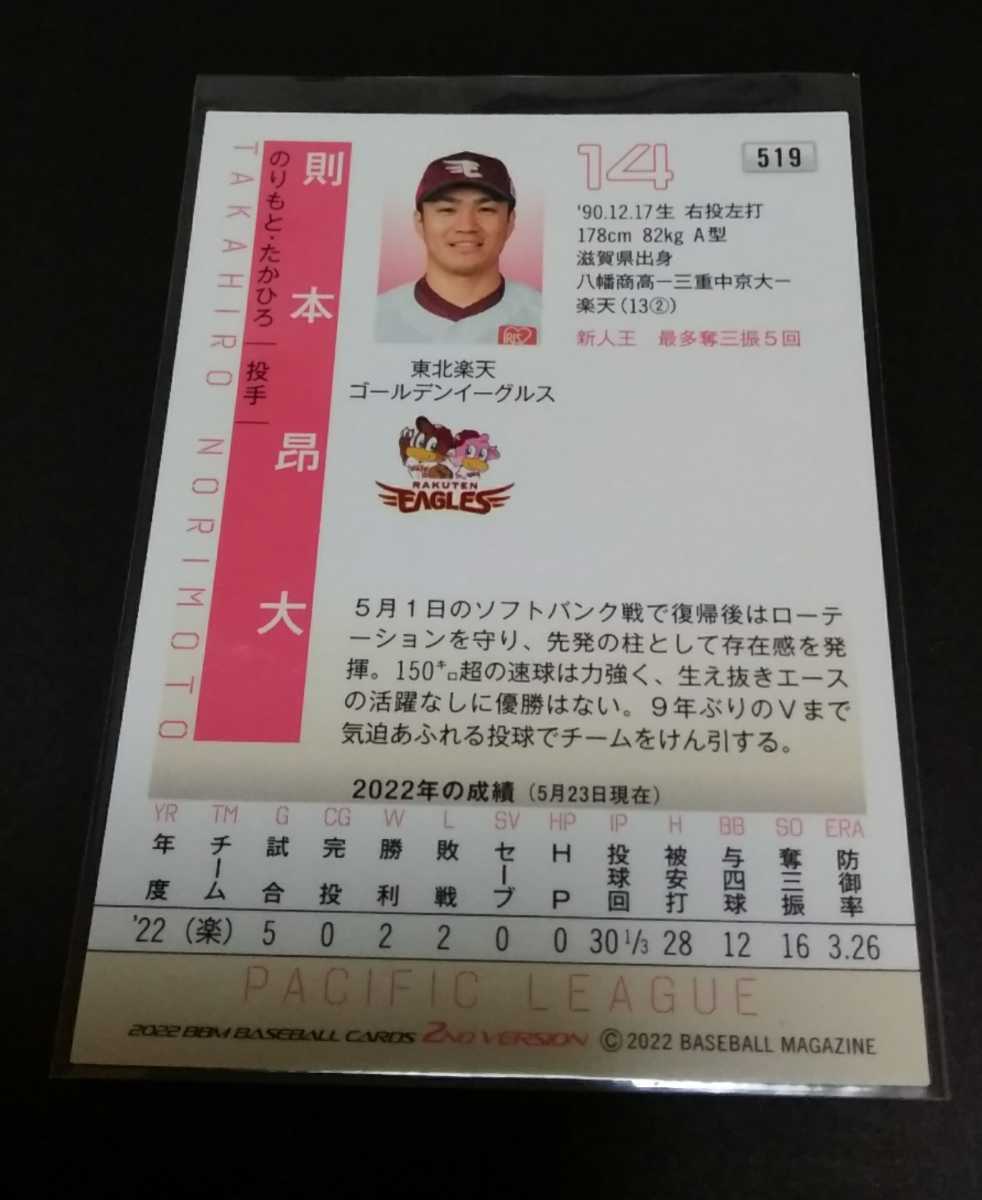 519
14
'90.12.17生 右投左打
178cm 82kg A型
滋賀県出身
八幡商高ー三重中京大ー
楽天(13②)
新人王 最多奪三振5回
則本昂大
のりもと・たかひろ｜投手｜
TAKAHIRO NORIMOTO
IRIS
東北楽天
ゴールデンイーグルス
RAKUTEN
EAGLES
5月1日のソフトバンク戦で復帰後はローテ
ーションを守り、先発の柱として存在感を発
揮。150㌔超の速球は力強く、生え抜きエース
の活躍なしに優勝はない。9年ぶりのVまで
気迫あふれる投球でチームをけん引する。
2022年の成績(5月23日現在)
YR TM G CG W L SV HP IP H BB SO ERA
年度 チーム 試合 完投 勝利 敗戦 セーブ HP 投球回 被安打 与四球 奪三振 防御率
'22 (楽) 5 0 2 2 0 0 30 1/3 28 12 16 3.26
PACIFIC LEAGUE
2022 BBM BASEBALL CARDS 2ND VERSION ©2022 BASEBALL MAGAZINE